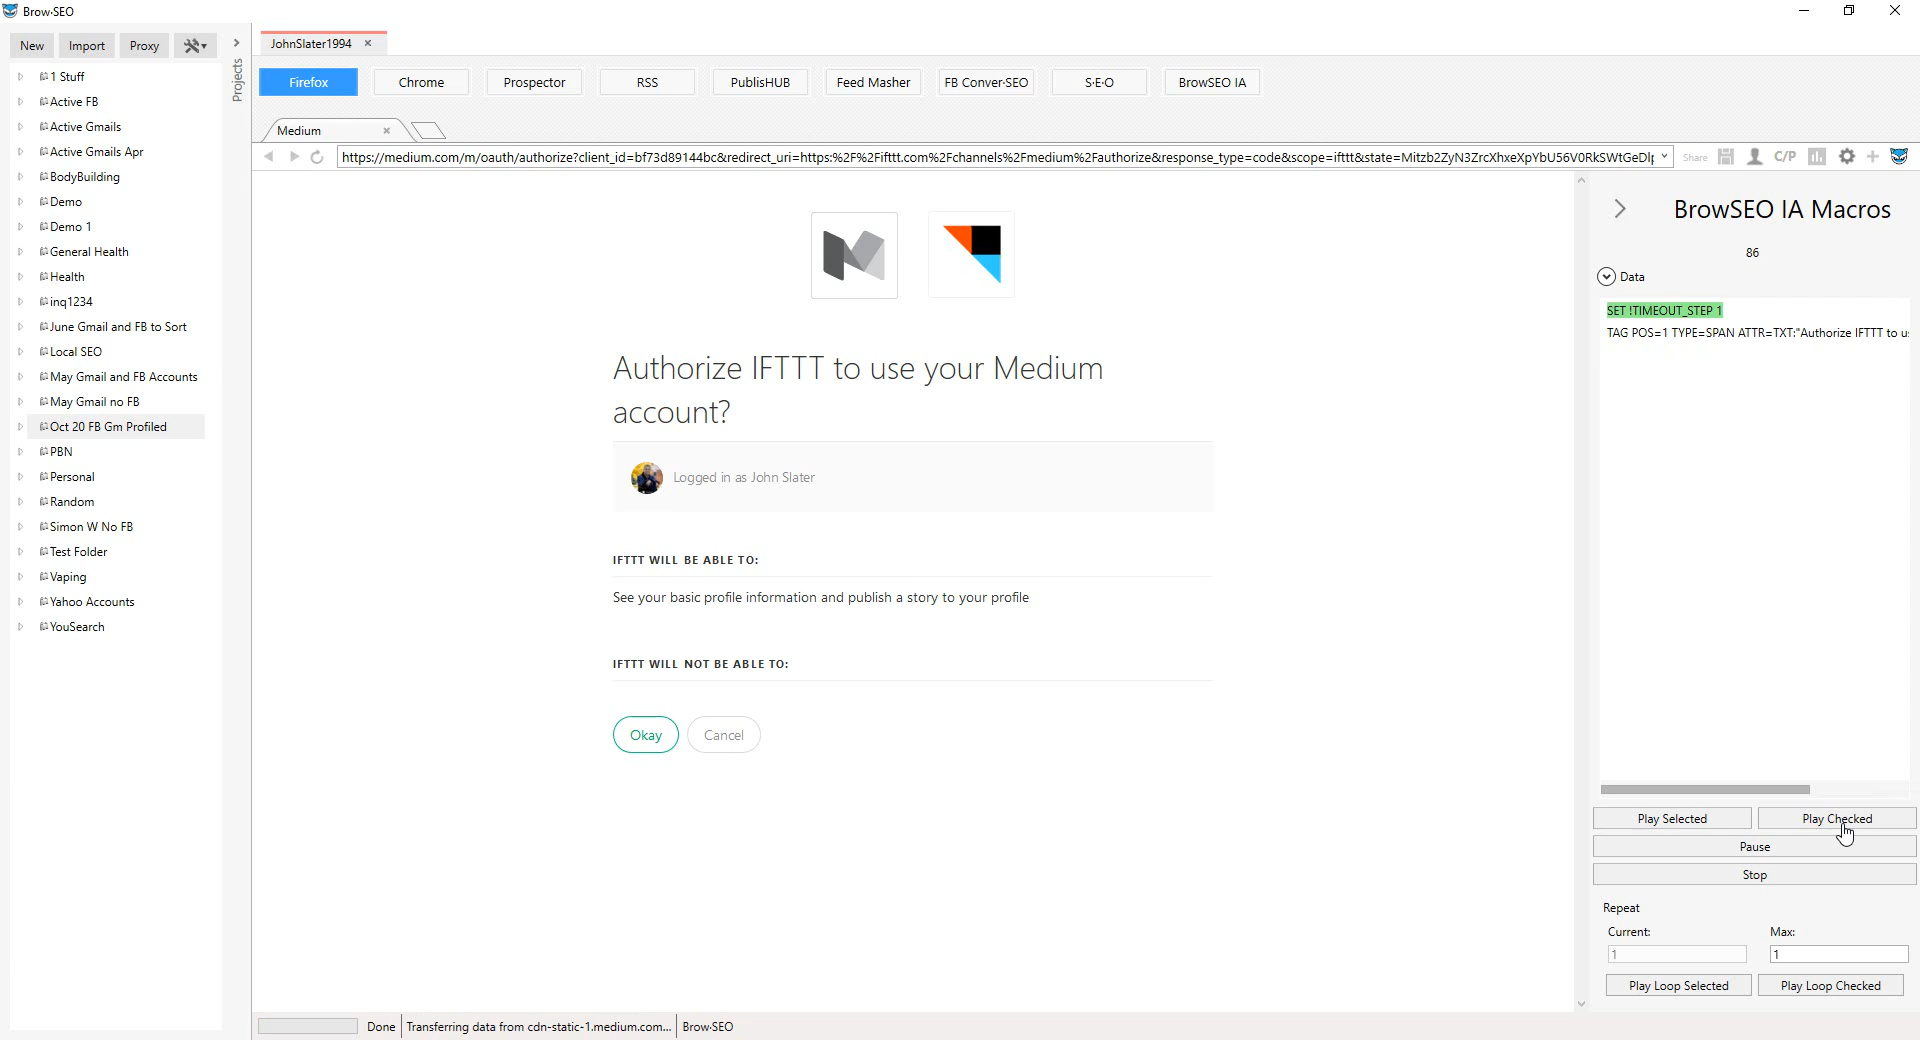 Brow·SEO
New
Import
Proxy
Projects
1 Stuff
Active FB
Active Gmails
Active Gmails Apr
BodyBuilding
Demo
Demo 1
General Health
Health
inq1234
June Gmail and FB to Sort
Local SEO
May Gmail and FB Accounts
May Gmail no FB
Oct 20 FB Gm Profiled
PBN
Personal
Random
Simon W No FB
Test Folder
Vaping
Yahoo Accounts
YouSearch
JohnSlater1994
Firefox
Chrome
Prospector
RSS
PublisHUB
Feed Masher
FB Conver·SEO
S·E·O
BrowSEO IA
Medium
https://medium.com/m/oauth/authorize?client_id=bf73d89144bc&redirect_uri=https:%2F%2Fifttt.com%2Fchannels%2Fmedium%2Fauthorize&response_type=code&scope=ifttt&state=Mitzb2ZyN3ZrcXhxeXpYbU56V0RkSWtGeDl
Share
C/P
Authorize IFTTT to use your Medium
account?
Logged in as John Slater
IFTTT WILL BE ABLE TO:
See your basic profile information and publish a story to your profile
IFTTT WILL NOT BE ABLE TO:
Okay
Cancel
BrowSEO IA Macros
86
Data
SET !TIMEOUT_STEP 1
TAG POS=1 TYPE=SPAN ATTR=TXT:"Authorize IFTTT to u
Play Selected
Play Checked
Pause
Stop
Repeat
Current:
Max:
1
1
Play Loop Selected
Play Loop Checked
Done
Transferring data from cdn-static-1.medium.com...
Brow·SEO